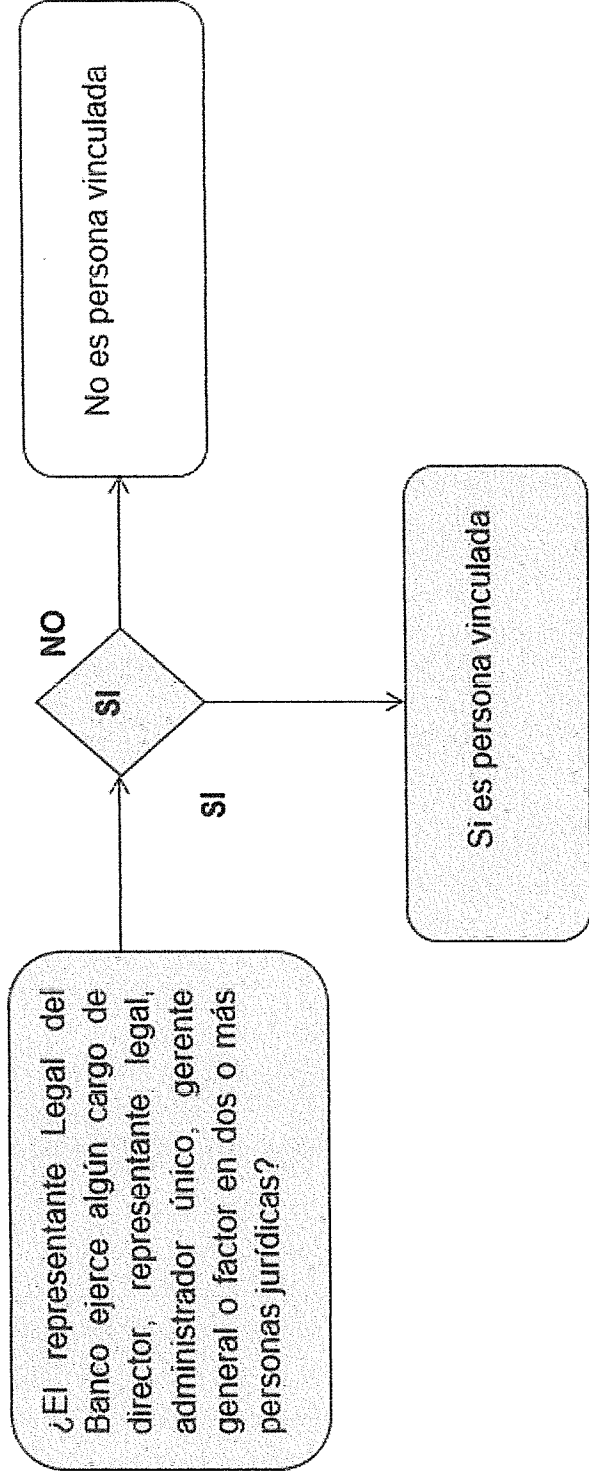 ¿El representante Legal del
Banco ejerce algún cargo de
director, representante legal,
administrador único, gerente
general o factor en dos o más
personas jurídicas?
SI
NO
SI
No es persona vinculada
Si es persona vinculada